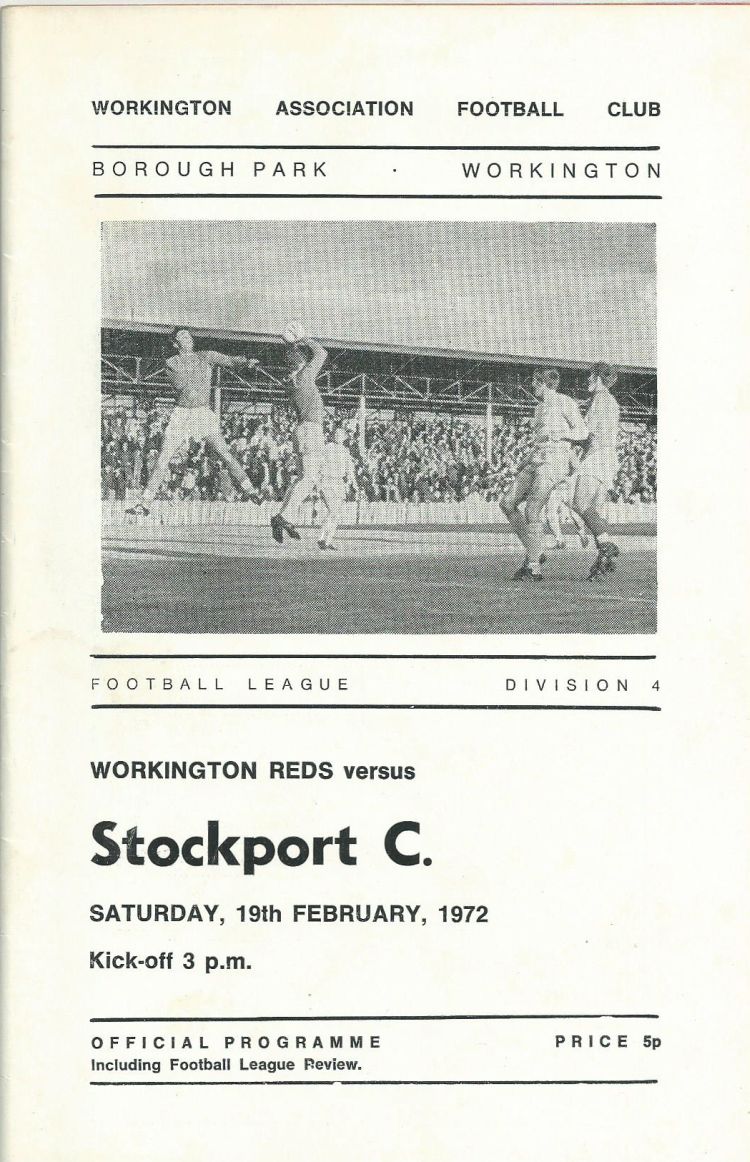 WORKINGTON ASSOCIATION FOOTBALL CLUB
BOROUGH PARK · WORKINGTON
FOOTBALL LEAGUE DIVISION 4
WORKINGTON REDS versus
Stockport C.
SATURDAY, 19th FEBRUARY, 1972
Kick-off 3 p.m.
OFFICIAL PROGRAMME PRICE 5p
Including Football League Review.